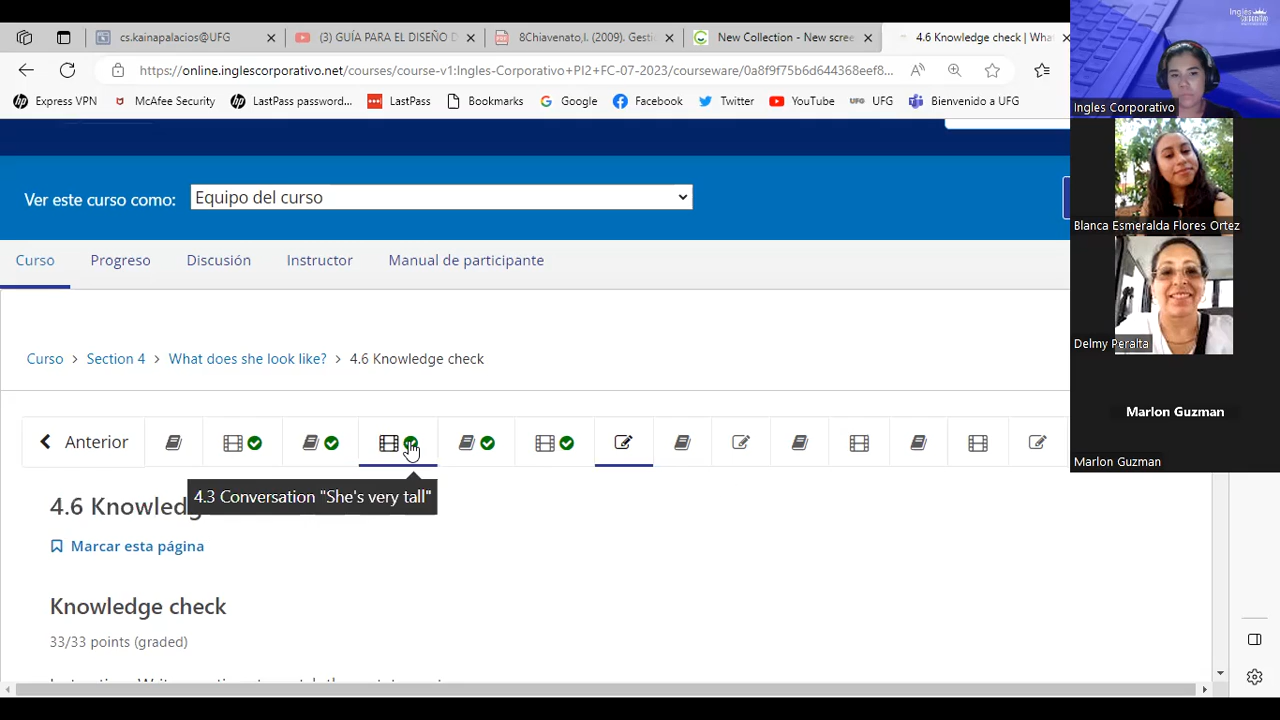 cs.kainapalacios@UFG
(3) GUÍA PARA EL DISEÑO D
8Chiavenato,I. (2009). Gesti
New Collection - New scree
4.6 Knowledge check | Wha
https://online.inglescorporativo.net/courses/course-v1:Ingles-Corporativo+PI2+FC-07-2023/courseware/0a8f9f75b6d644368eef8...
Express VPN
McAfee Security
LastPass password...
LastPass
Bookmarks
Google
Facebook
Twitter
YouTube
UFG
Bienvenido a UFG
Ver este curso como:
Equipo del curso
Curso
Progreso
Discusión
Instructor
Manual de participante
Curso > Section 4 > What does she look like? > 4.6 Knowledge check
Anterior
4.3 Conversation "She's very tall"
4.6 Knowled
Marcar esta página
Knowledge check
33/33 points (graded)
Ingles
CORPORATIVO
Ingles Corporativo
Blanca Esmeralda Flores Ortez
Delmy Peralta
Marlon Guzman
Marlon Guzman